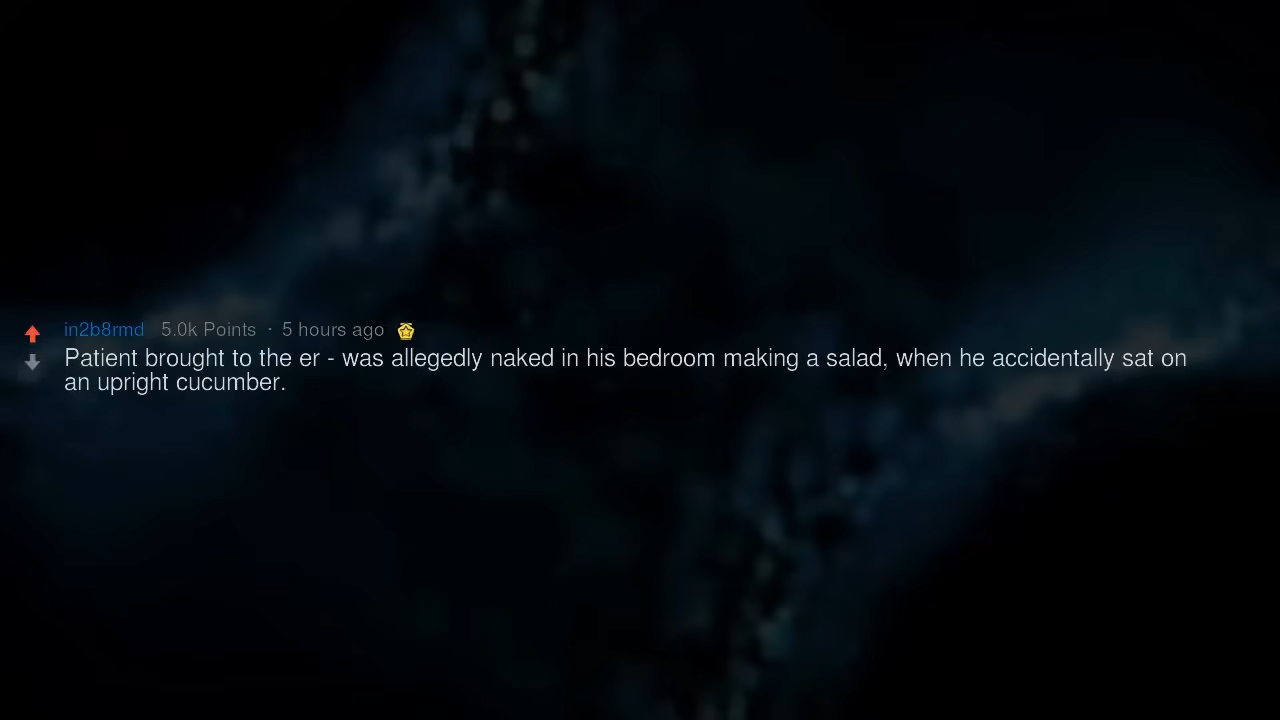 in2b8rmd 5.0k Points · 5 hours ago
Patient brought to the er - was allegedly naked in his bedroom making a salad, when he accidentally sat on
an upright cucumber.